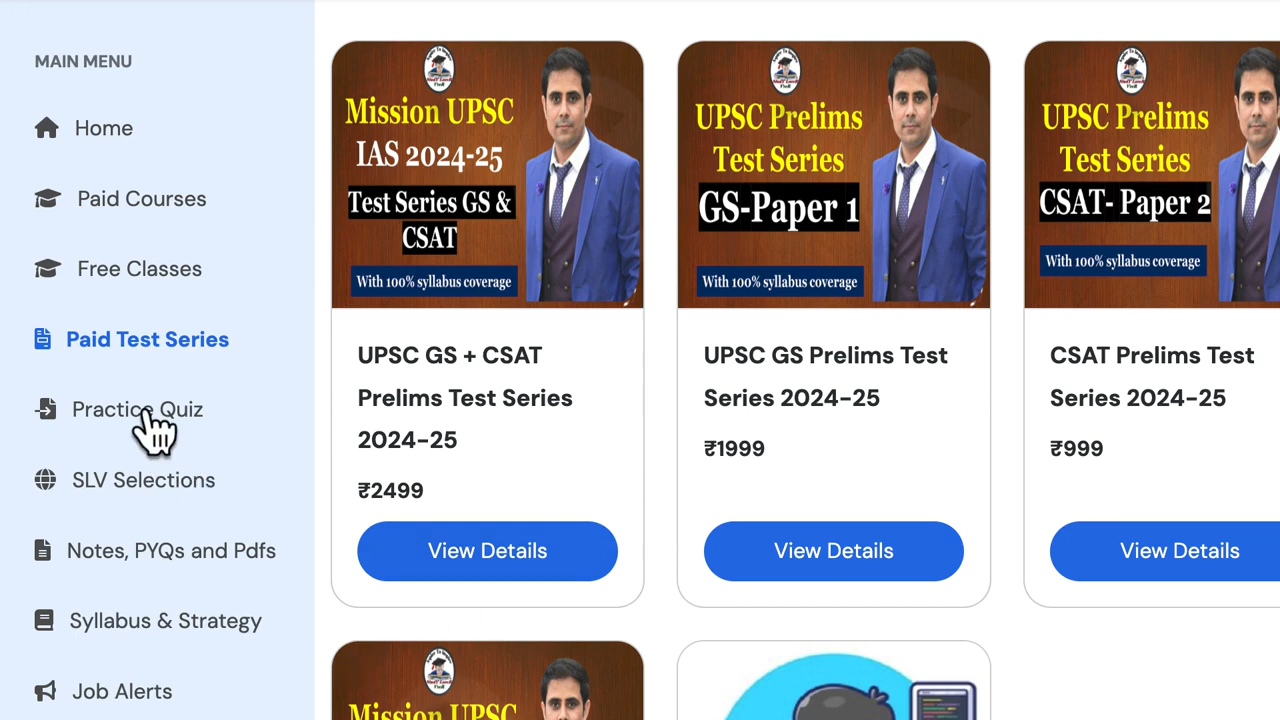 MAIN MENU
Home
Paid Courses
Free Classes
Paid Test Series
Practice Quiz
SLV Selections
Notes, PYQs and Pdfs
Syllabus & Strategy
Job Alerts
Mission UPSC
IAS 2024-25
Test Series GS &
CSAT
With 100% syllabus coverage
UPSC GS + CSAT
Prelims Test Series
2024-25
₹2499
View Details
UPSC Prelims
Test Series
GS-Paper 1
With 100% syllabus coverage
UPSC GS Prelims Test
Series 2024-25
₹1999
View Details
UPSC Prelims
Test Series
CSAT- Paper 2
With 100% syllabus coverage
CSAT Prelims Test
Series 2024-25
₹999
View Details
Mission UPSC